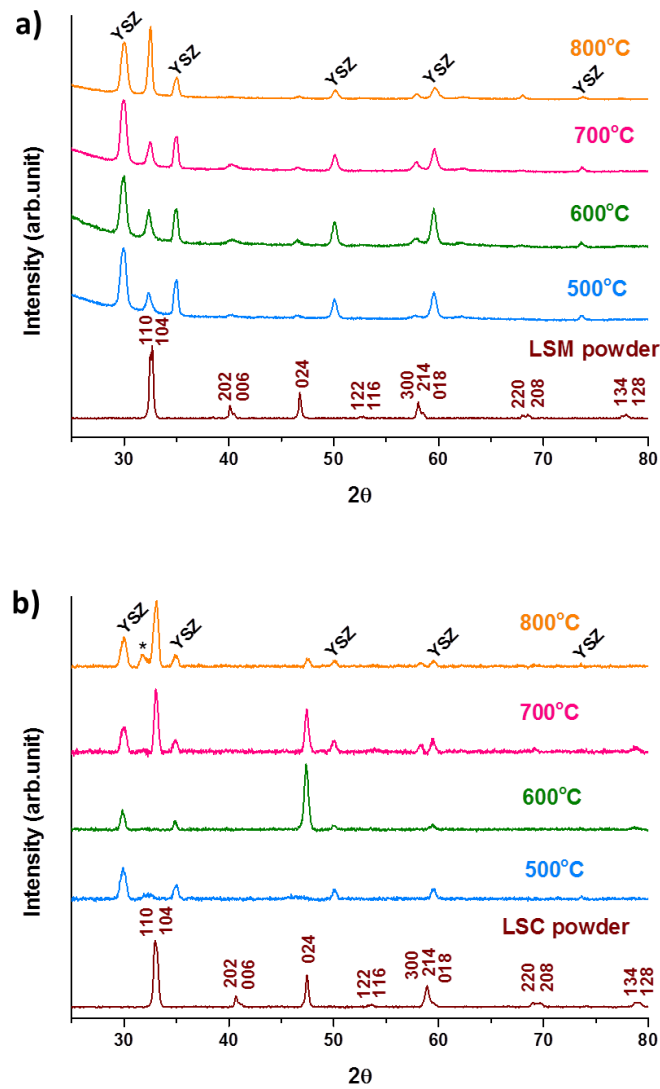 a)
YSZ
YSZ
YSZ
YSZ
YSZ
800°C
700°C
600°C
500°C
LSM powder
110
104
202
006
024
122
116
300
214
018
220
208
134
128
Intensity (arb.unit)
30 40 50 60 70 80
2θ
b)
YSZ
*
YSZ
YSZ
YSZ
YSZ
800°C
700°C
600°C
500°C
LSC powder
110
104
202
006
024
122
116
300
214
018
220
208
134
128
Intensity (arb.unit)
30 40 50 60 70 80
2θ